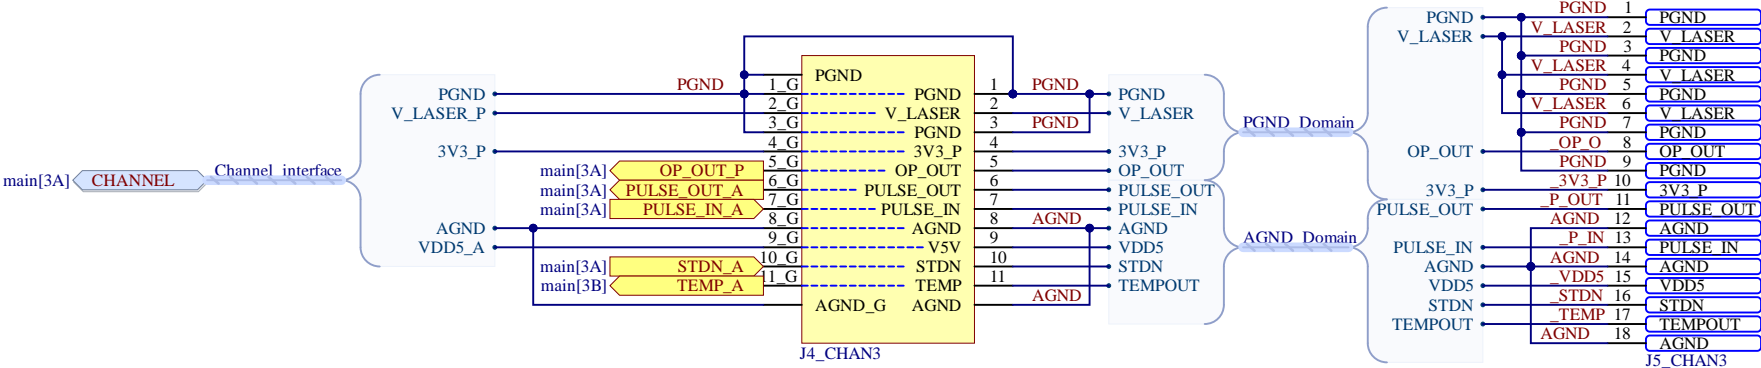 main[3A] CHANNEL Channel_interface
PGND
V_LASER_P
3V3_P
AGND
VDD5_A
PGND
main[3A] OP_OUT_P
main[3A] PULSE_OUT_A
main[3A] PULSE_IN_A
main[3A] STDN_A
main[3B] TEMP_A
PGND
1_G PGND 1
2_G V_LASER 2
3_G PGND 3
4_G 3V3_P 4
5_G OP_OUT 5
6_G PULSE_OUT 6
7_G PULSE_IN 7
8_G AGND 8
9_G V5V 9
10_G STDN 10
11_G TEMP 11
AGND_G AGND
J4_CHAN3
PGND
PGND
AGND
AGND
PGND
V_LASER
3V3_P
OP_OUT
PULSE_OUT
PULSE_IN
AGND
VDD5
STDN
TEMPOUT
PGND_Domain
AGND_Domain
PGND
V_LASER
OP_OUT
3V3_P
PULSE_OUT
PULSE_IN
AGND
VDD5
STDN
TEMPOUT
PGND 1 PGND
V_LASER 2 V_LASER
PGND 3 PGND
V_LASER 4 V_LASER
PGND 5 PGND
V_LASER 6 V_LASER
PGND 7 PGND
_OP_O 8 OP_OUT
PGND 9 PGND
_3V3_P 10 3V3_P
_P_OUT 11 PULSE_OUT
AGND 12 AGND
_P_IN 13 PULSE_IN
AGND 14 AGND
_VDD5 15 VDD5
_STDN 16 STDN
_TEMP 17 TEMPOUT
AGND 18 AGND
J5_CHAN3